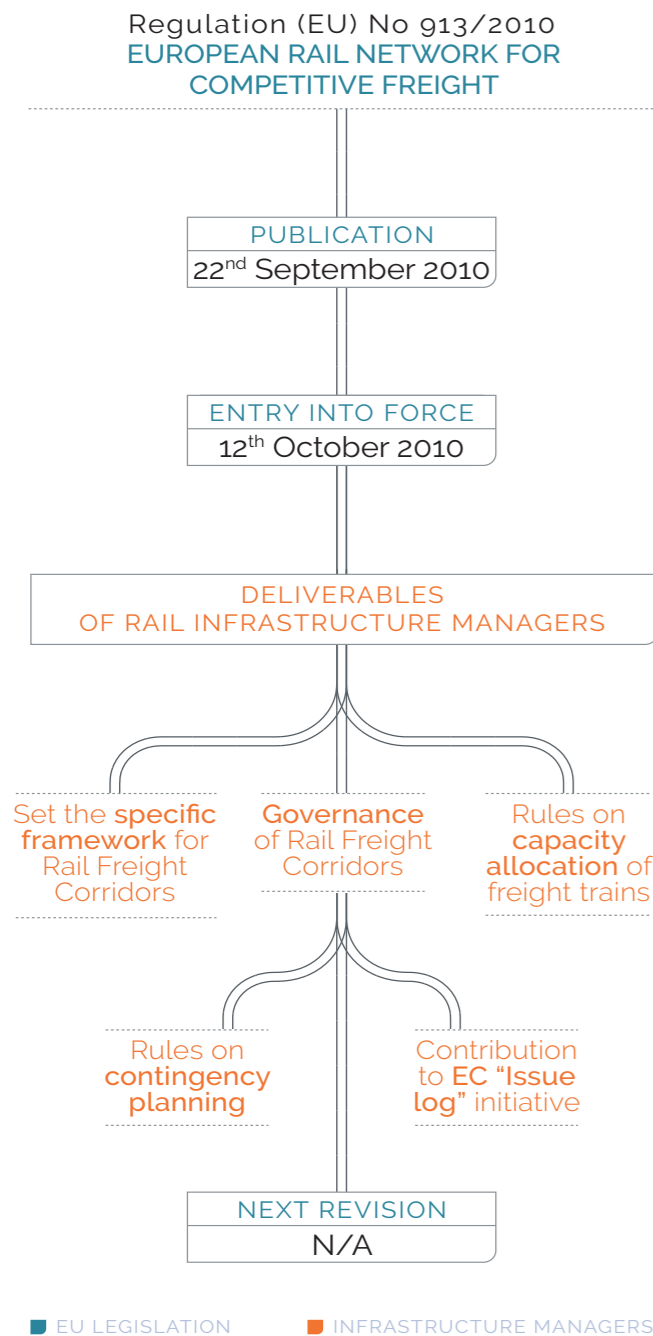 Regulation (EU) No 913/2010
EUROPEAN RAIL NETWORK FOR
COMPETITIVE FREIGHT
PUBLICATION
22nd September 2010
ENTRY INTO FORCE
12th October 2010
DELIVERABLES
OF RAIL INFRASTRUCTURE MANAGERS
Set the specific
framework for
Rail Freight
Corridors
Governance
of Rail Freight
Corridors
Rules on
capacity
allocation of
freight trains
Rules on
contingency
planning
Contribution
to EC “Issue
log” initiative
NEXT REVISION
N/A
EU LEGISLATION
INFRASTRUCTURE MANAGERS